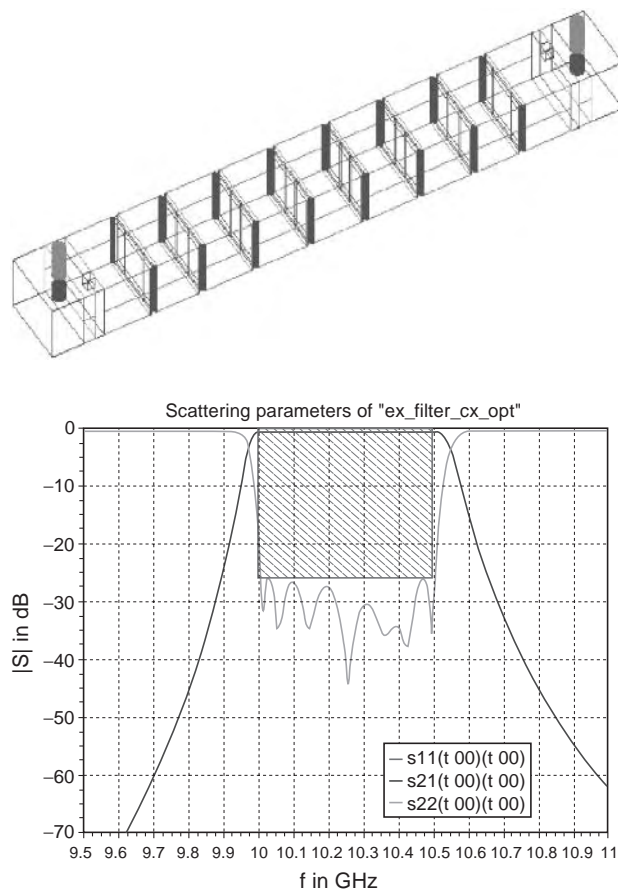 Scattering parameters of "ex_filter_cx_opt"
|S| in dB
0
−10
−20
−30
−40
−50
−60
−70
s11(t 00)(t 00)
s21(t 00)(t 00)
s22(t 00)(t 00)
9.5 9.6 9.7 9.8 9.9 10 10.1 10.2 10.3 10.4 10.5 10.6 10.7 10.8 10.9 11
f in GHz